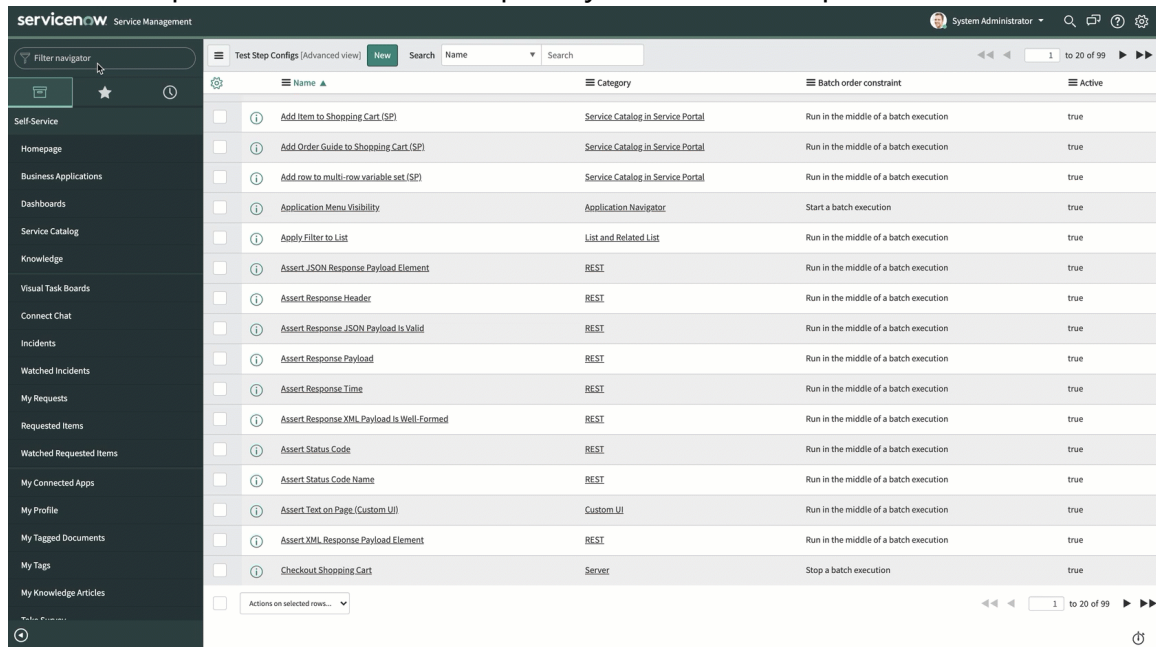 servicenow Service Management
System Administrator
Filter navigator
Test Step Configs [Advanced view] New Search Name Search 1 to 20 of 99
Name Category Batch order constraint Active
Self-Service
Homepage
Business Applications
Dashboards
Service Catalog
Knowledge
Visual Task Boards
Connect Chat
Incidents
Watched Incidents
My Requests
Requested Items
Watched Requested Items
My Connected Apps
My Profile
My Tagged Documents
My Tags
My Knowledge Articles
Add Item to Shopping Cart (SP) Service Catalog in Service Portal Run in the middle of a batch execution true
Add Order Guide to Shopping Cart (SP) Service Catalog in Service Portal Run in the middle of a batch execution true
Add row to multi-row variable set (SP) Service Catalog in Service Portal Run in the middle of a batch execution true
Application Menu Visibility Application Navigator Start a batch execution true
Apply Filter to List List and Related List Run in the middle of a batch execution true
Assert JSON Response Payload Element REST Run in the middle of a batch execution true
Assert Response Header REST Run in the middle of a batch execution true
Assert Response JSON Payload Is Valid REST Run in the middle of a batch execution true
Assert Response Payload REST Run in the middle of a batch execution true
Assert Response Time REST Run in the middle of a batch execution true
Assert Response XML Payload Is Well-Formed REST Run in the middle of a batch execution true
Assert Status Code REST Run in the middle of a batch execution true
Assert Status Code Name REST Run in the middle of a batch execution true
Assert Text on Page (Custom UI) Custom UI Run in the middle of a batch execution true
Assert XML Response Payload Element REST Run in the middle of a batch execution true
Checkout Shopping Cart Server Stop a batch execution true
Actions on selected rows... 1 to 20 of 99